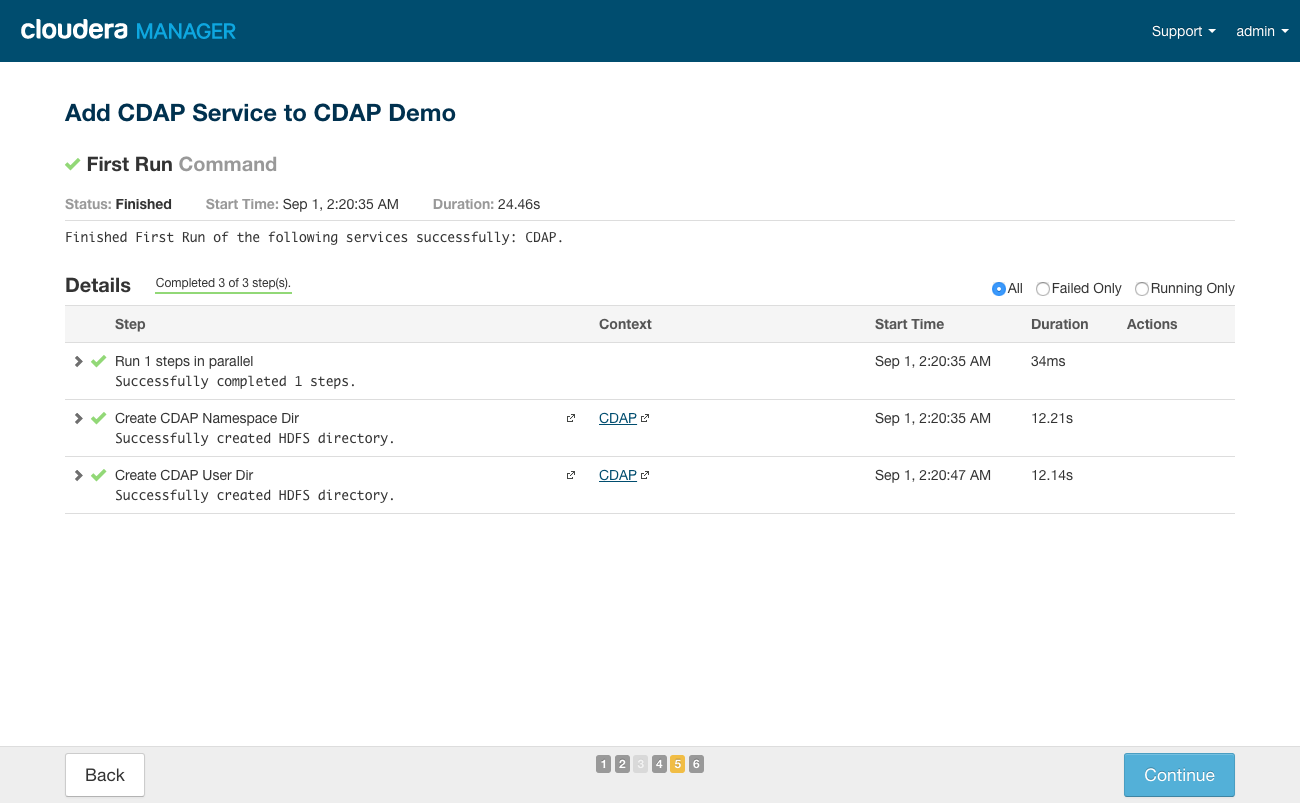 cloudera MANAGER
Support admin
Add CDAP Service to CDAP Demo
First Run Command
Status: Finished Start Time: Sep 1, 2:20:35 AM Duration: 24.46s
Finished First Run of the following services successfully: CDAP.
Details Completed 3 of 3 step(s). All Failed Only Running Only
Step Context Start Time Duration Actions
Run 1 steps in parallel Sep 1, 2:20:35 AM 34ms
Successfully completed 1 steps.
Create CDAP Namespace Dir CDAP Sep 1, 2:20:35 AM 12.21s
Successfully created HDFS directory.
Create CDAP User Dir CDAP Sep 1, 2:20:47 AM 12.14s
Successfully created HDFS directory.
Back 1 2 3 4 5 6 Continue